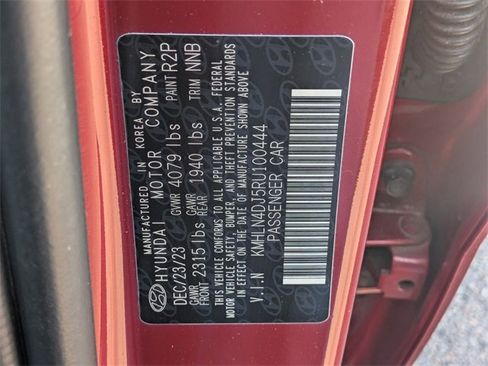 MANUFACTURED IN KOREA BY
HYUNDAI MOTOR COMPANY
DEC/23/23 GVWR 4079 lbs PAINT R2P
GAWR FRONT 2315 lbs GAWR REAR 1940 lbs TRIM NNB
THIS VEHICLE CONFORMS TO ALL APPLICABLE U.S.A. FEDERAL
MOTOR VEHICLE SAFETY, BUMPER, AND THEFT PREVENTION STANDARDS
IN EFFECT ON THE DATE OF MANUFACTURE SHOWN ABOVE.
V.I.N KMHLN4DJ5RU100444
PASSENGER CAR